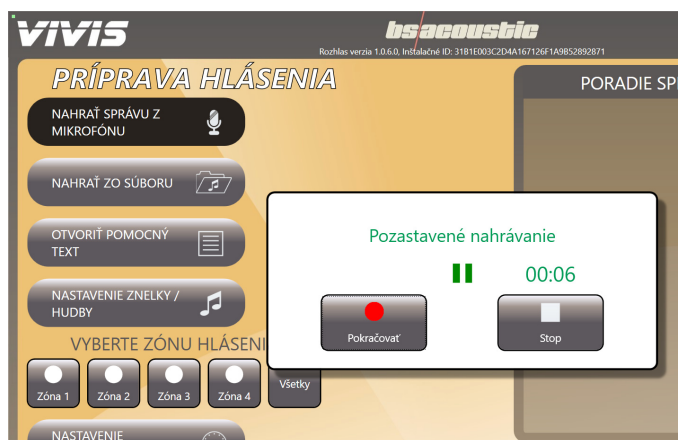 vivis
bsacoustic
Rozhlas verzia 1.0.6.0, Inštalačné ID: 31B1E003C2D4A167126F1A9B52892871
PRÍPRAVA HLÁSENIA
PORADIE SP
NAHRAŤ SPRÁVU Z
MIKROFÓNU
NAHRAŤ ZO SÚBORU
OTVORIŤ POMOCNÝ
TEXT
NASTAVENIE ZNELKY /
HUDBY
Pozastavené nahrávanie
00:06
Pokračovať
Stop
VYBERTE ZÓNU HLÁSENI
Zóna 1
Zóna 2
Zóna 3
Zóna 4
Všetky
NASTAVENIE